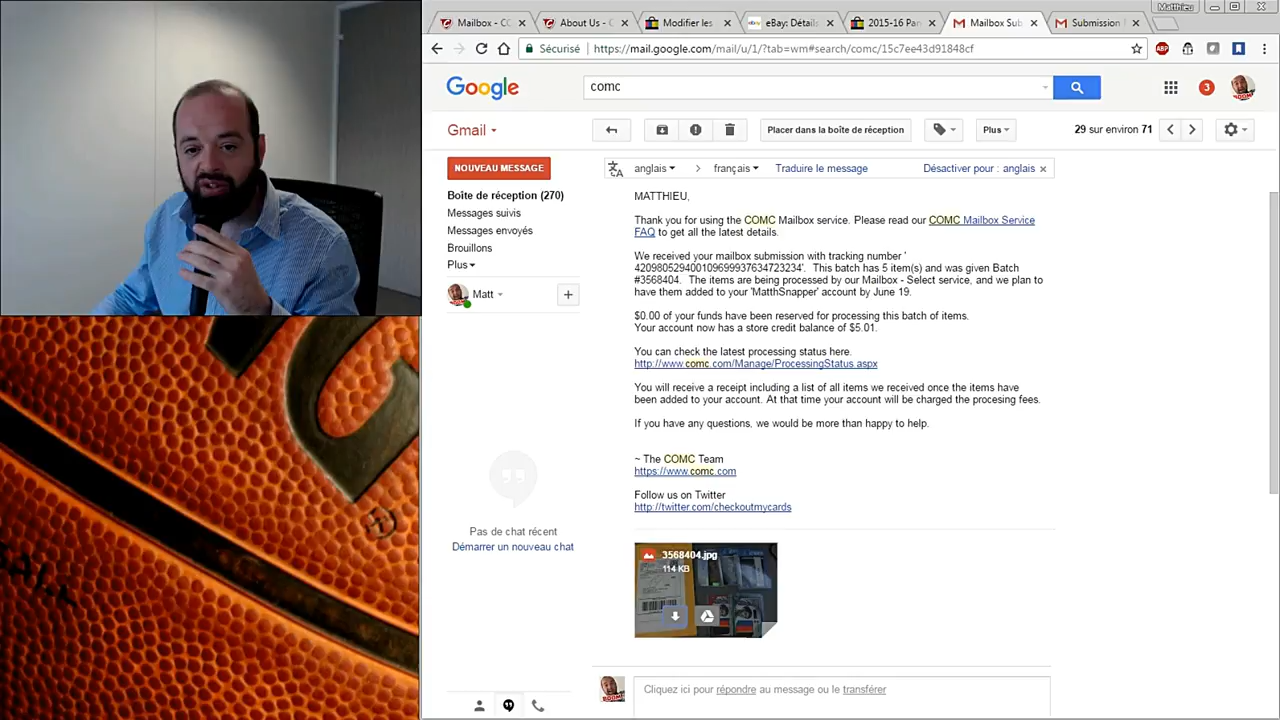 Matthieu
Mailbox - CC
About Us - C
Modifier les
eBay: Détails
2015-16 Pan
Mailbox Sub
Submission
Sécurisé
https://mail.google.com/mail/u/1/?tab=wm#search/comc/15c7ee43d91848cf
ABP
Google
comc
3
Gmail
Placer dans la boîte de réception
Plus
29 sur environ 71
NOUVEAU MESSAGE
anglais
français
Traduire le message
Désactiver pour : anglais
Boîte de réception (270)
Messages suivis
Messages envoyés
Brouillons
Plus
Matt
MATTHIEU,
Thank you for using the COMC Mailbox service. Please read our COMC Mailbox Service
FAQ to get all the latest details.
We received your mailbox submission with tracking number '
420980529400109699937634723234'. This batch has 5 item(s) and was given Batch
#3568404. The items are being processed by our Mailbox - Select service, and we plan to
have them added to your 'MatthSnapper' account by June 19.
$0.00 of your funds have been reserved for processing this batch of items.
Your account now has a store credit balance of $5.01.
You can check the latest processing status here.
http://www.comc.com/Manage/ProcessingStatus.aspx
You will receive a receipt including a list of all items we received once the items have
been added to your account. At that time your account will be charged the procesing fees.
If you have any questions, we would be more than happy to help.
~ The COMC Team
https://www.comc.com
Follow us on Twitter
http://twitter.com/checkoutmycards
Pas de chat récent
Démarrer un nouveau chat
3568404.jpg
114 KB
Cliquez ici pour répondre au message ou le transférer